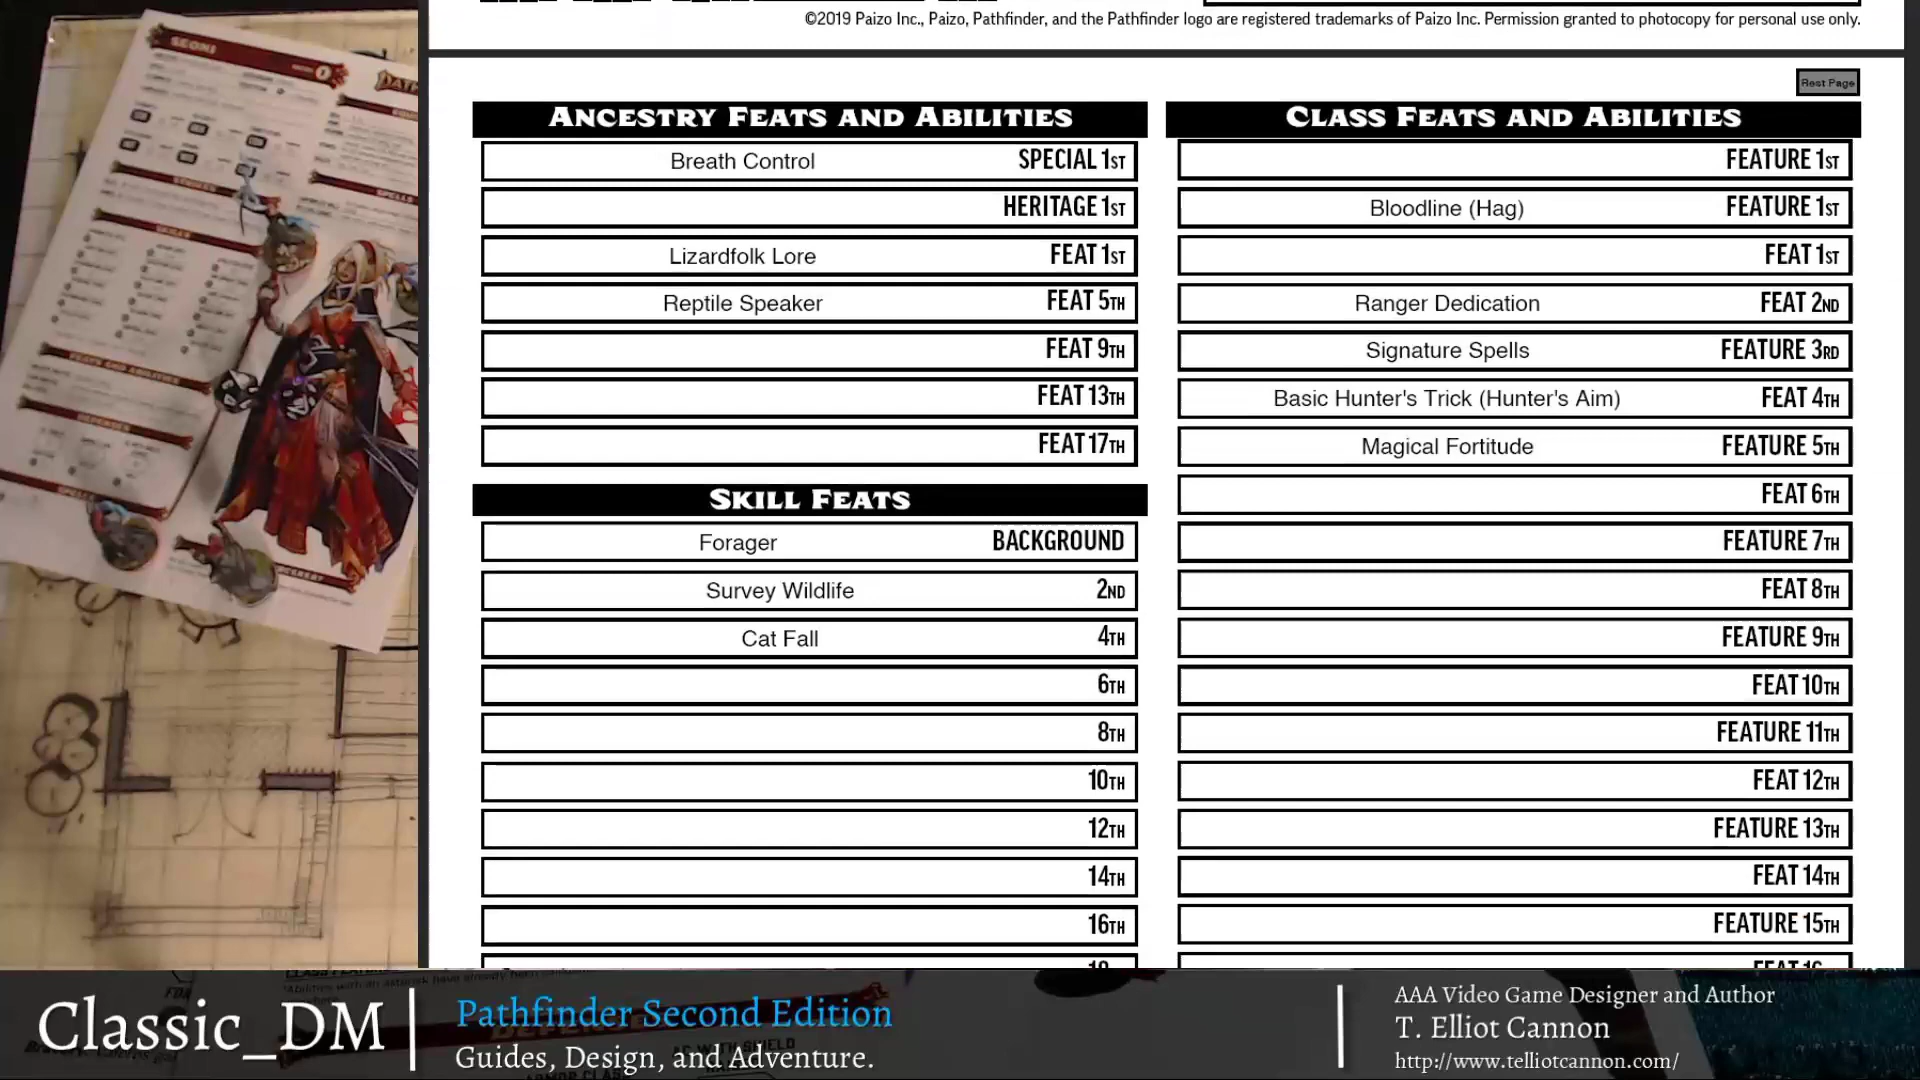 ©2019 Paizo Inc., Paizo, Pathfinder, and the Pathfinder logo are registered trademarks of Paizo Inc. Permission granted to photocopy for personal use only.
Rest Page
SEONI
ANCESTRY FEATS AND ABILITIES
Breath Control SPECIAL 1ST
HERITAGE 1ST
Lizardfolk Lore FEAT 1ST
Reptile Speaker FEAT 5TH
FEAT 9TH
FEAT 13TH
FEAT 17TH
SKILL FEATS
Forager BACKGROUND
Survey Wildlife 2ND
Cat Fall 4TH
6TH
8TH
10TH
12TH
14TH
16TH
CLASS FEATS AND ABILITIES
FEATURE 1ST
Bloodline (Hag) FEATURE 1ST
FEAT 1ST
Ranger Dedication FEAT 2ND
Signature Spells FEATURE 3RD
Basic Hunter's Trick (Hunter's Aim) FEAT 4TH
Magical Fortitude FEATURE 5TH
FEAT 6TH
FEATURE 7TH
FEAT 8TH
FEATURE 9TH
FEAT 10TH
FEATURE 11TH
FEAT 12TH
FEATURE 13TH
FEAT 14TH
FEATURE 15TH
Classic_DM
Pathfinder Second Edition
Guides, Design, and Adventure.
AAA Video Game Designer and Author
T. Elliot Cannon
http://www.telliotcannon.com/